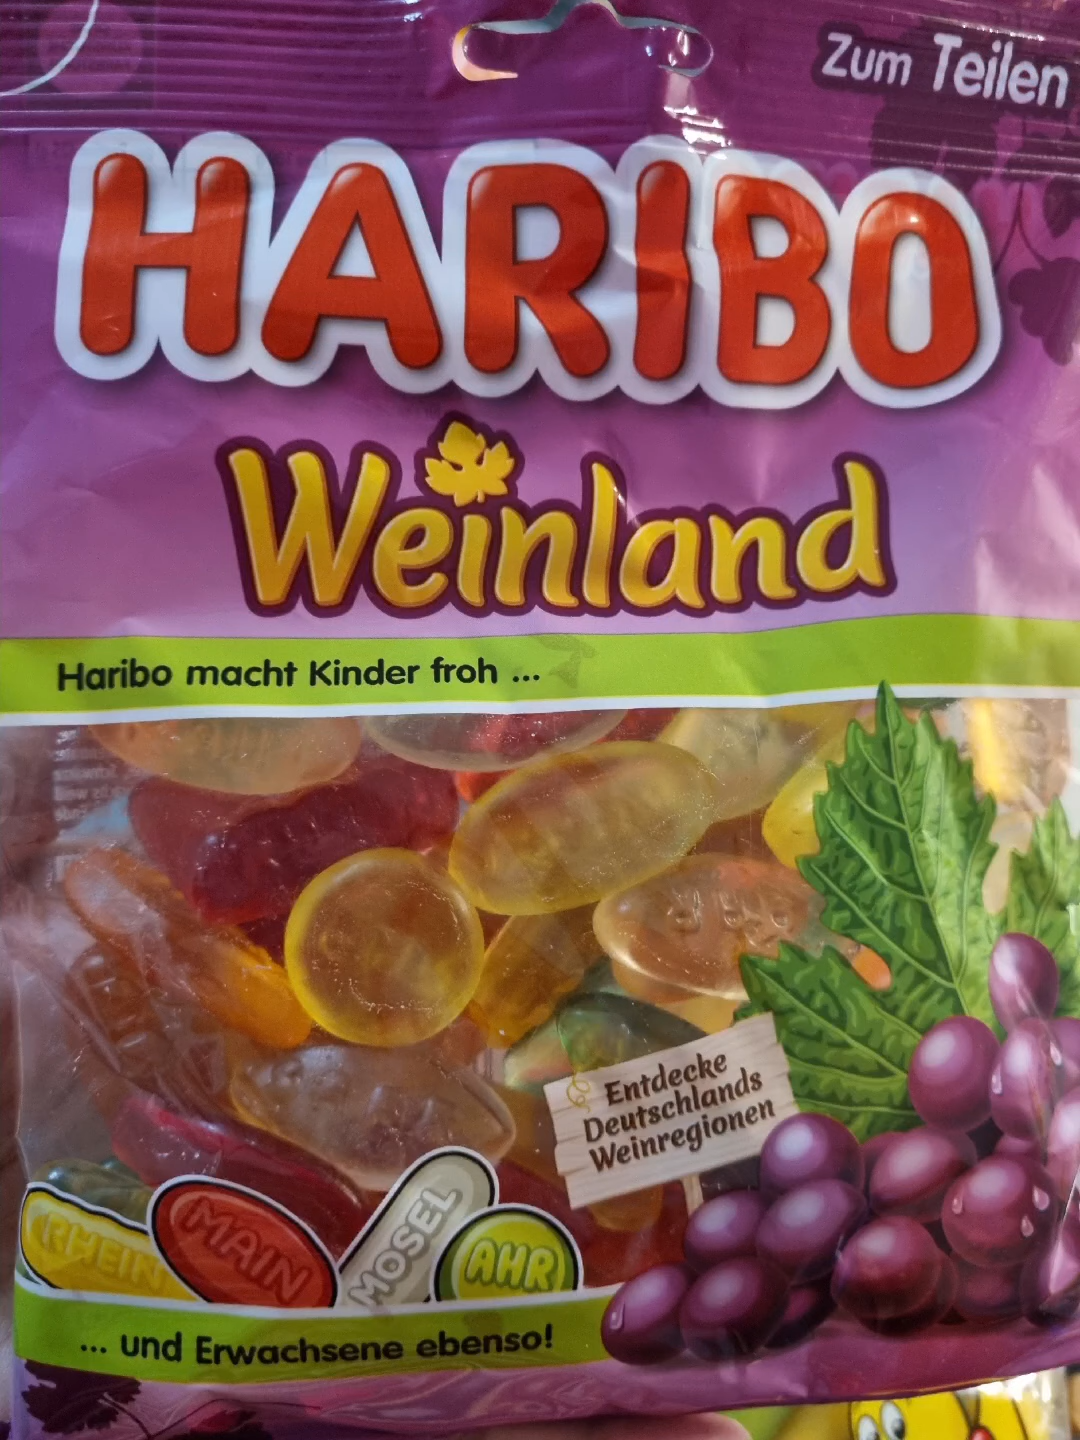 Zum Teilen
HARIBO
Weinland
Haribo macht Kinder froh ...
Entdecke
Deutschlands
Weinregionen
RHEIN
MAIN
MOSEL
AHR
... und Erwachsene ebenso!